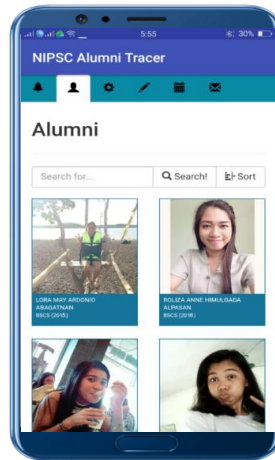 5:55
30%
NIPSC Alumni Tracer
Alumni
Search for...
Search!
Sort
LORA MAY ARDONIO
ABAGATNAN
BSCS (2015)
ROLIZA ANNE HIMULGADA
ALPASAN
BSCS (2016)